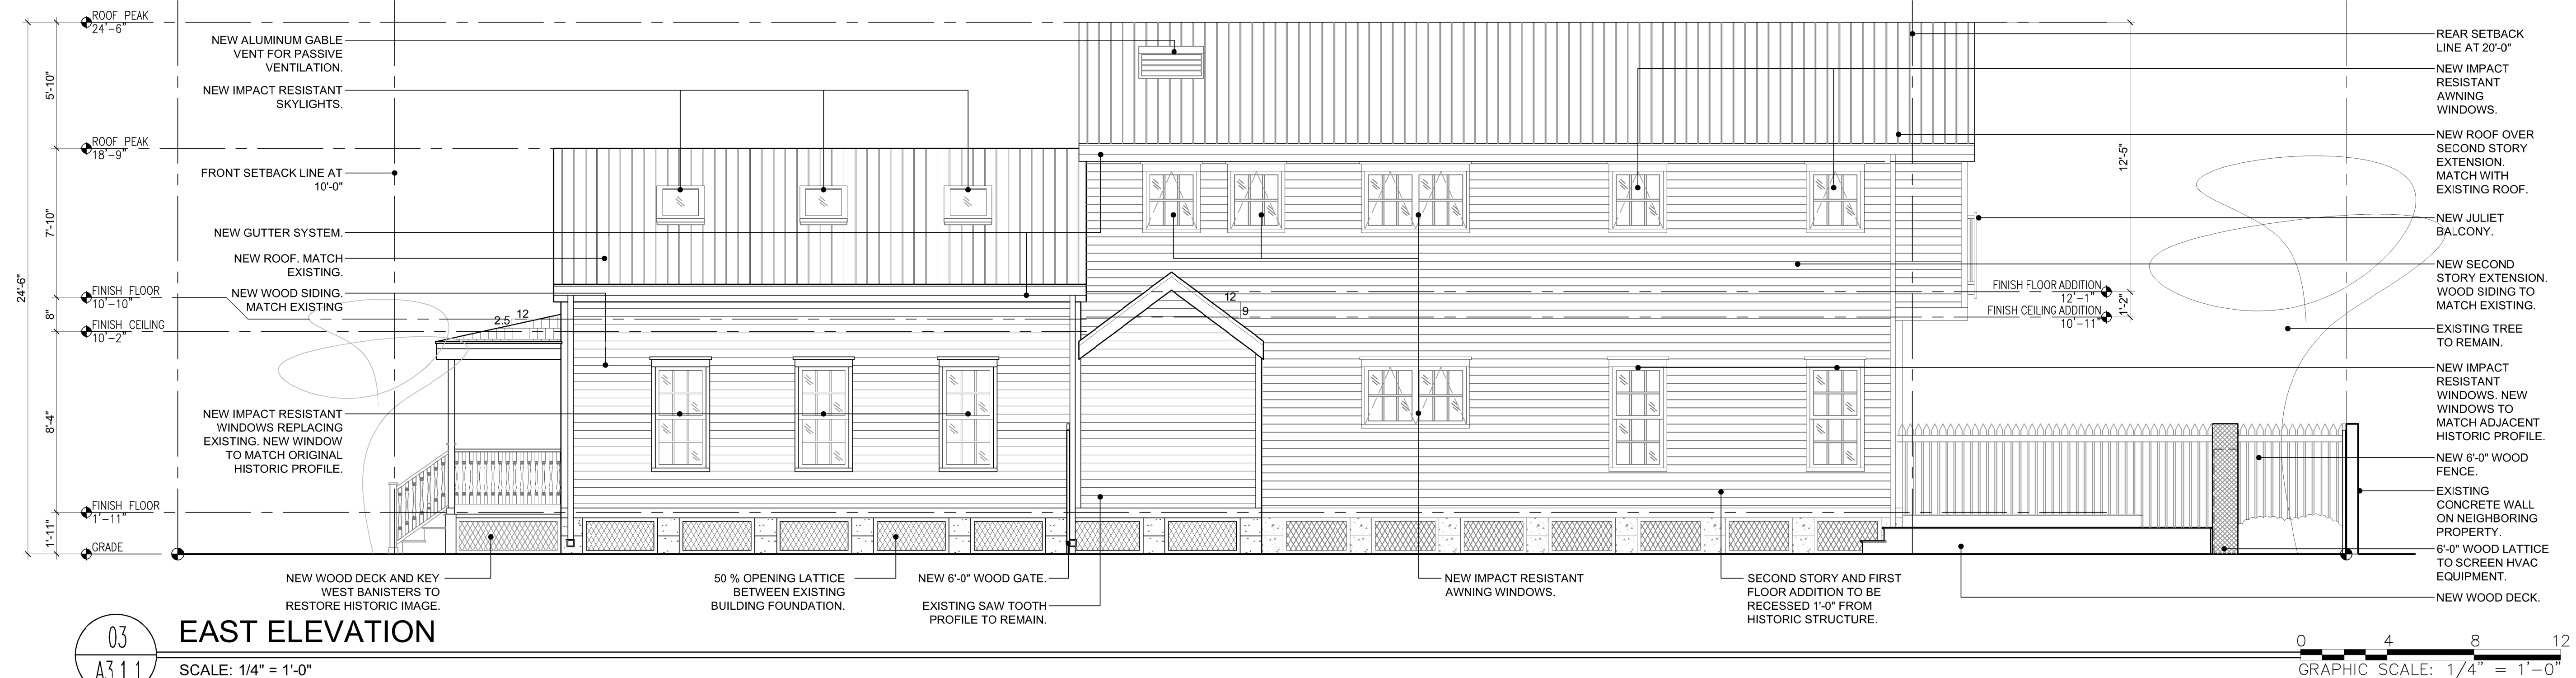 ROOF PEAK
24'-6"
5'-10"
ROOF PEAK
18'-9"
7'-10"
24'-6"
FINISH FLOOR
10'-10"
8"
FINISH CEILING
10'-2"
8'-4"
FINISH FLOOR
1'-11"
1'-11"
GRADE
NEW ALUMINUM GABLE
VENT FOR PASSIVE
VENTILATION.
NEW IMPACT RESISTANT
SKYLIGHTS.
FRONT SETBACK LINE AT
10'-0"
NEW GUTTER SYSTEM.
NEW ROOF. MATCH
EXISTING.
NEW WOOD SIDING.
MATCH EXISTING
2.5
12
NEW IMPACT RESISTANT
WINDOWS REPLACING
EXISTING. NEW WINDOW
TO MATCH ORIGINAL
HISTORIC PROFILE.
12
9
FINISH FLOOR ADDITION
12'-1"
FINISH CEILING ADDITION
10'-11"
12'-5"
1'-2"
REAR SETBACK
LINE AT 20'-0"
NEW IMPACT
RESISTANT
AWNING
WINDOWS.
NEW ROOF OVER
SECOND STORY
EXTENSION.
MATCH WITH
EXISTING ROOF.
NEW JULIET
BALCONY.
NEW SECOND
STORY EXTENSION.
WOOD SIDING TO
MATCH EXISTING.
EXISTING TREE
TO REMAIN.
NEW IMPACT
RESISTANT
WINDOWS. NEW
WINDOWS TO
MATCH ADJACENT
HISTORIC PROFILE.
NEW 6'-0" WOOD
FENCE.
EXISTING
CONCRETE WALL
ON NEIGHBORING
PROPERTY.
6'-0" WOOD LATTICE
TO SCREEN HVAC
EQUIPMENT.
NEW WOOD DECK.
NEW WOOD DECK AND KEY
WEST BANISTERS TO
RESTORE HISTORIC IMAGE.
50 % OPENING LATTICE
BETWEEN EXISTING
BUILDING FOUNDATION.
NEW 6'-0" WOOD GATE.
EXISTING SAW TOOTH
PROFILE TO REMAIN.
NEW IMPACT RESISTANT
AWNING WINDOWS.
SECOND STORY AND FIRST
FLOOR ADDITION TO BE
RECESSED 1'-0" FROM
HISTORIC STRUCTURE.
03
A311
EAST ELEVATION
SCALE: 1/4" = 1'-0"
0 4 8 12
GRAPHIC SCALE: 1/4" = 1'-0"